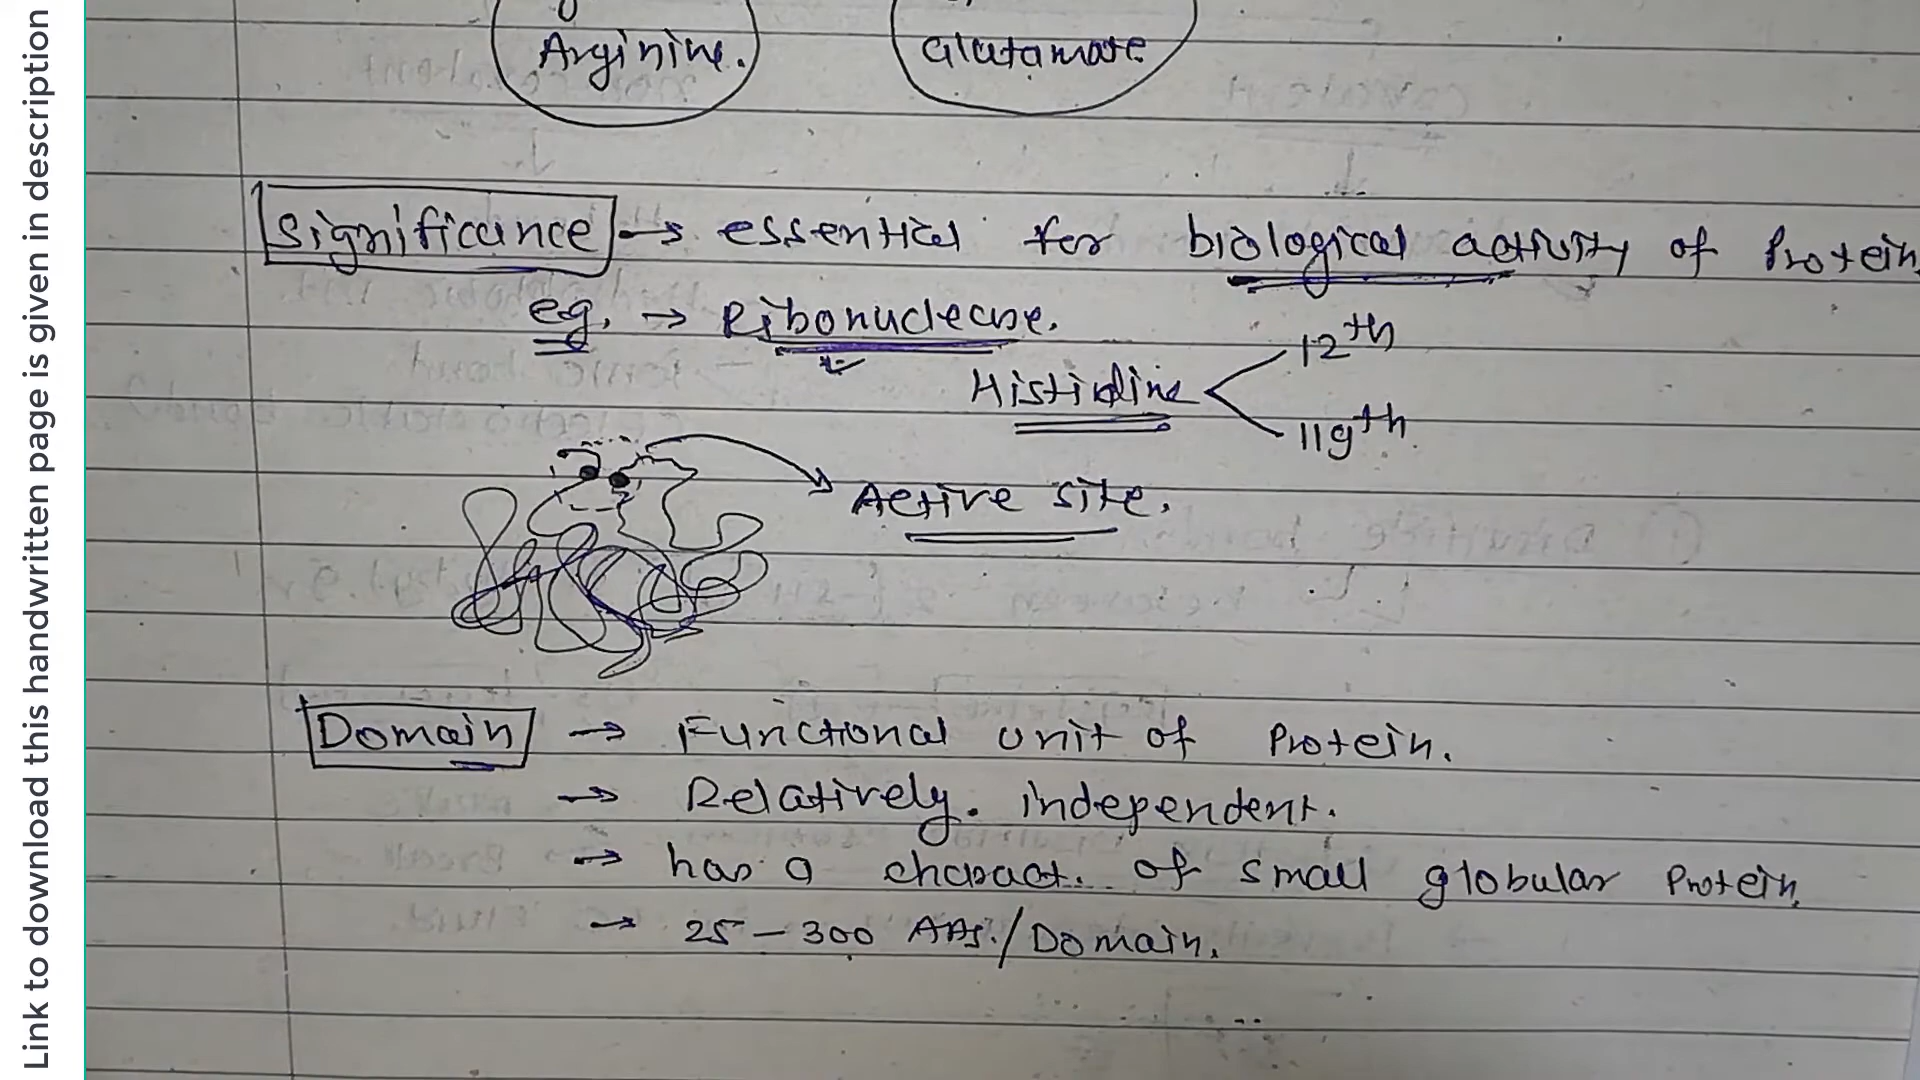 Arginine.
Glutamate
Significance → essential for biological activity of Protein.
eg. → Ribonuclease.
Histidine
12th
119th
Active site.
Domain → Functional unit of Protein.
→ Relatively. independent.
→ has a charact. of small globular Protein.
→ 25 - 300 AAs./Domain.
Link to download this handwritten page is given in description